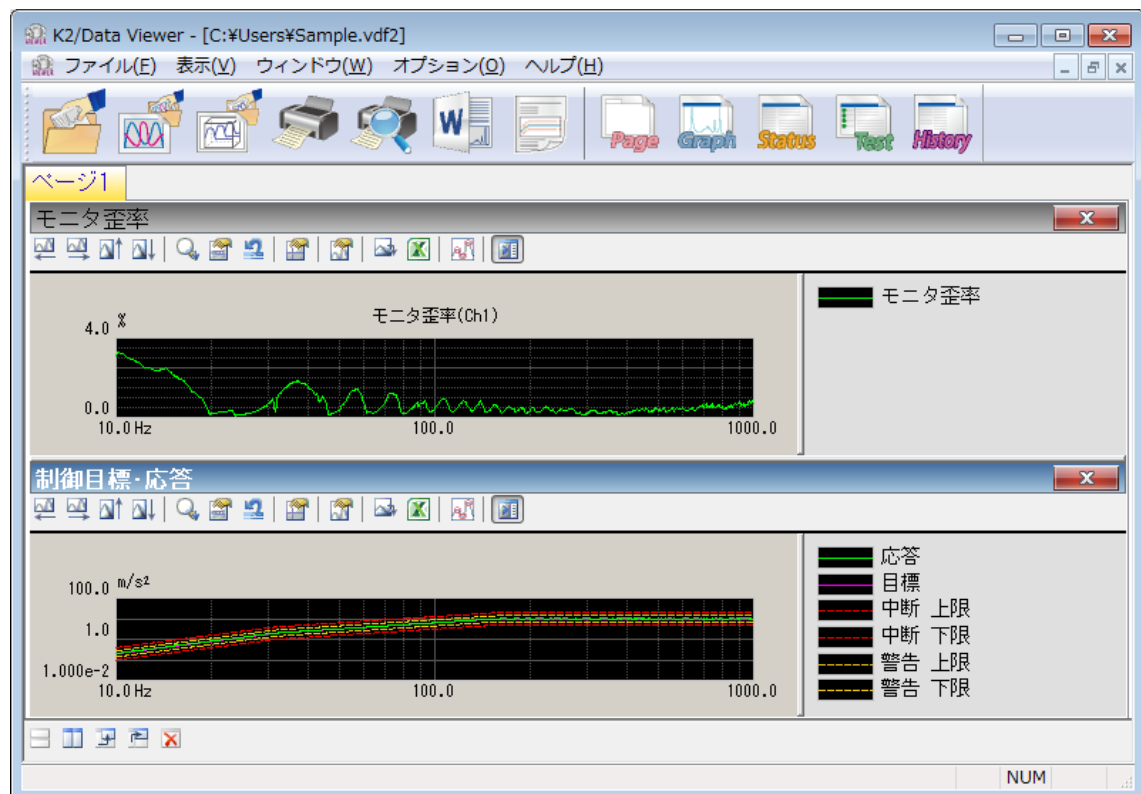 K2/Data Viewer - [C:¥Users¥Sample.vdf2]
ファイル(F) 表示(V) ウィンドウ(W) オプション(O) ヘルプ(H)
VIEWER
W Page Graph Status Test History
ページ1
モニタ歪率
モニタ歪率(Ch1)
4.0 %
0.0
10.0 Hz 100.0 1000.0
モニタ歪率
制御目標・応答
100.0 m/s²
1.0
1.000e-2
10.0 Hz 100.0 1000.0
応答
目標
中断 上限
中断 下限
警告 上限
警告 下限
NUM